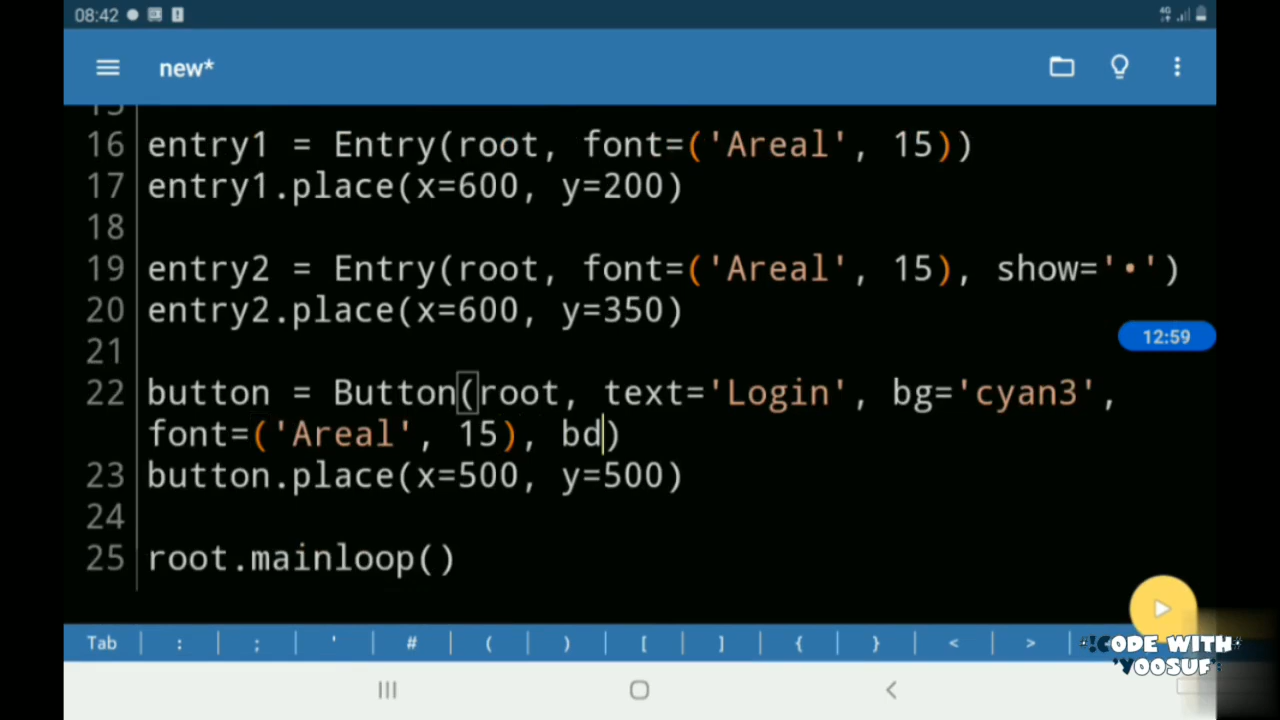 08:42
4G
new*
15
16 entry1 = Entry(root, font=('Areal', 15))
17 entry1.place(x=600, y=200)
18
19 entry2 = Entry(root, font=('Areal', 15), show='•')
20 entry2.place(x=600, y=350)
21
12:59
22 button = Button(root, text='Login', bg='cyan3',
font=('Areal', 15), bd)
23 button.place(x=500, y=500)
24
25 root.mainloop()
Tab : ; ' # ( ) [ ] { } < >
!CODE WITH
'YOOSUF'